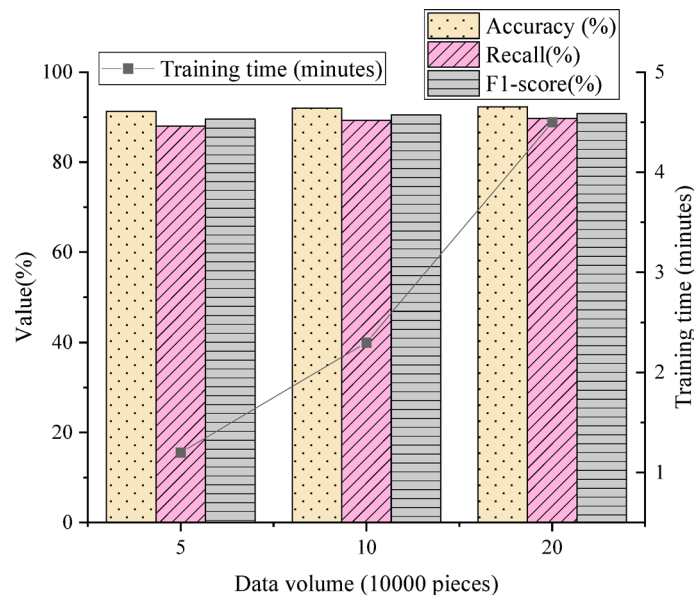 Accuracy (%)
Recall(%)
F1-score(%)
Training time (minutes)
100
80
60
40
20
0
Value(%)
5
4
3
2
1
Training time (minutes)
5
10
20
Data volume (10000 pieces)